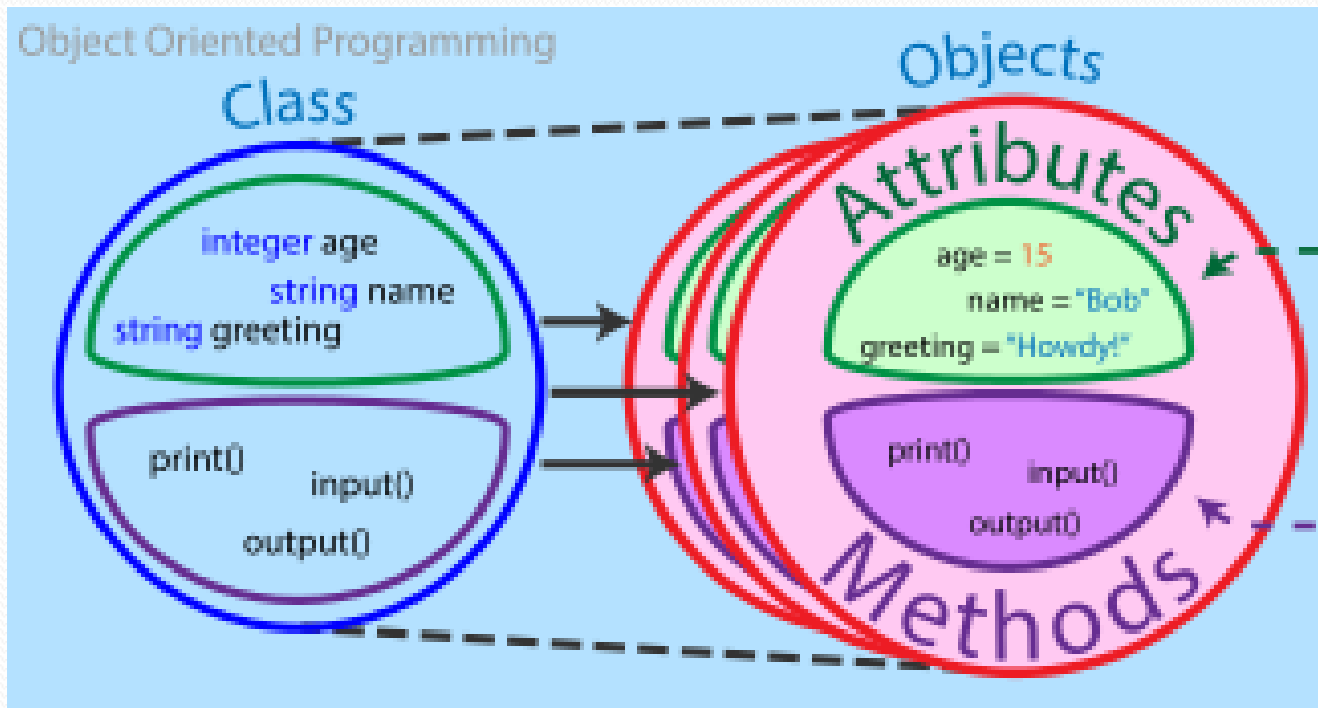 Object Oriented Programming
Class
integer age
string name
string greeting
print()
input()
output()
Objects
Attributes
age = 15
name = "Bob"
greeting = "Howdy!"
print()
input()
output()
Methods